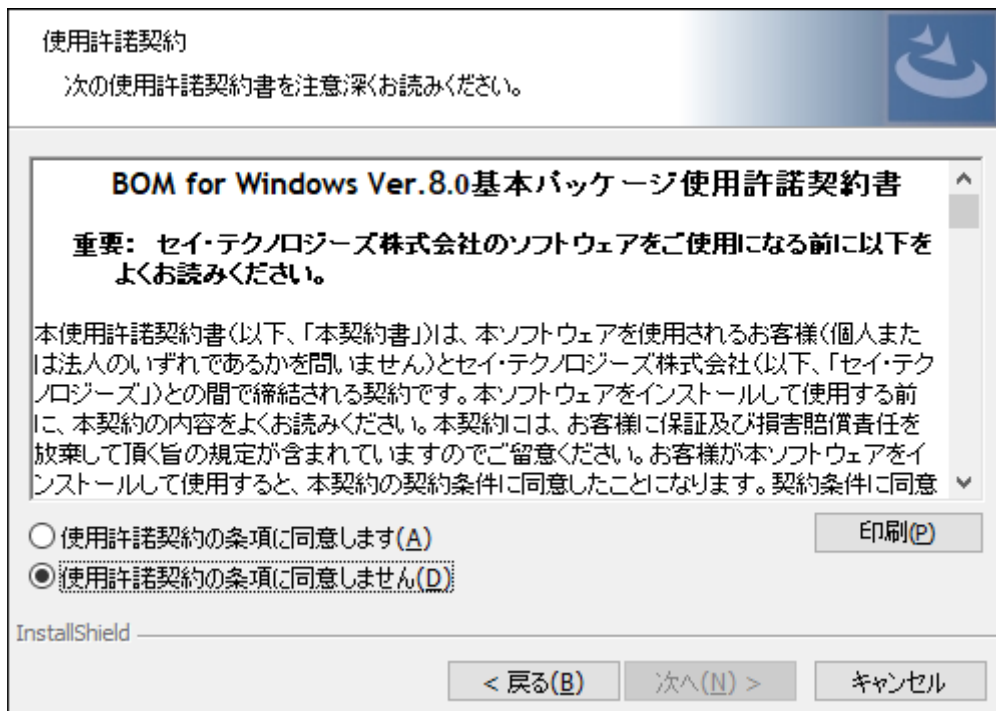 使用許諾契約
次の使用許諾契約書を注意深くお読みください。
BOM for Windows Ver.8.0基本パッケージ使用許諾契約書
重要: セイ・テクノロジーズ株式会社のソフトウェアをご使用になる前に以下を
よくお読みください。
本使用許諾契約書(以下、「本契約書」)は、本ソフトウェアを使用されるお客様(個人また
は法人のいずれであるかを問いません)とセイ・テクノロジーズ株式会社(以下、「セイ・テク
ノロジーズ」)との間で締結される契約です。本ソフトウェアをインストールして使用する前
に、本契約の内容をよくお読みください。本契約には、お客様に保証及び損害賠償責任を
放棄して頂く旨の規定が含まれていますのでご留意ください。お客様が本ソフトウェアをイ
ンストールして使用すると、本契約の契約条件に同意したことになります。契約条件に同意
使用許諾契約の条項に同意します(A)
印刷(P)
使用許諾契約の条項に同意しません(D)
InstallShield
< 戻る(B)
次へ(N) >
キャンセル